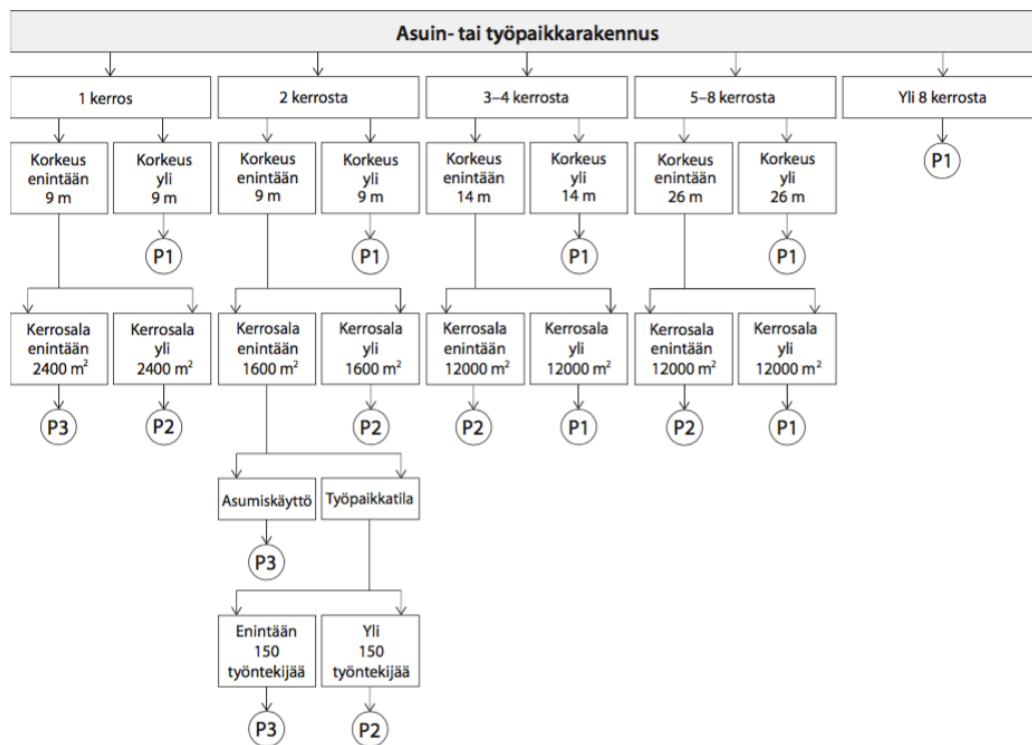 Asuin- tai työpaikkarakennus
1 kerros
2 kerrosta
3–4 kerrosta
5–8 kerrosta
Yli 8 kerrosta
Korkeus
enintään
9 m
Korkeus
yli
9 m
Korkeus
enintään
9 m
Korkeus
yli
9 m
Korkeus
enintään
14 m
Korkeus
yli
14 m
Korkeus
enintään
26 m
Korkeus
yli
26 m
P1
P1
P1
P1
P1
Kerrosala
enintään
2400 m²
Kerrosala
yli
2400 m²
Kerrosala
enintään
1600 m²
Kerrosala
yli
1600 m²
Kerrosala
enintään
12000 m²
Kerrosala
yli
12000 m²
Kerrosala
enintään
12000 m²
Kerrosala
yli
12000 m²
P3
P2
P2
P2
P1
P2
P1
Asumiskäyttö
Työpaikkatila
P3
Enintään
150
työntekijää
Yli
150
työntekijää
P3
P2